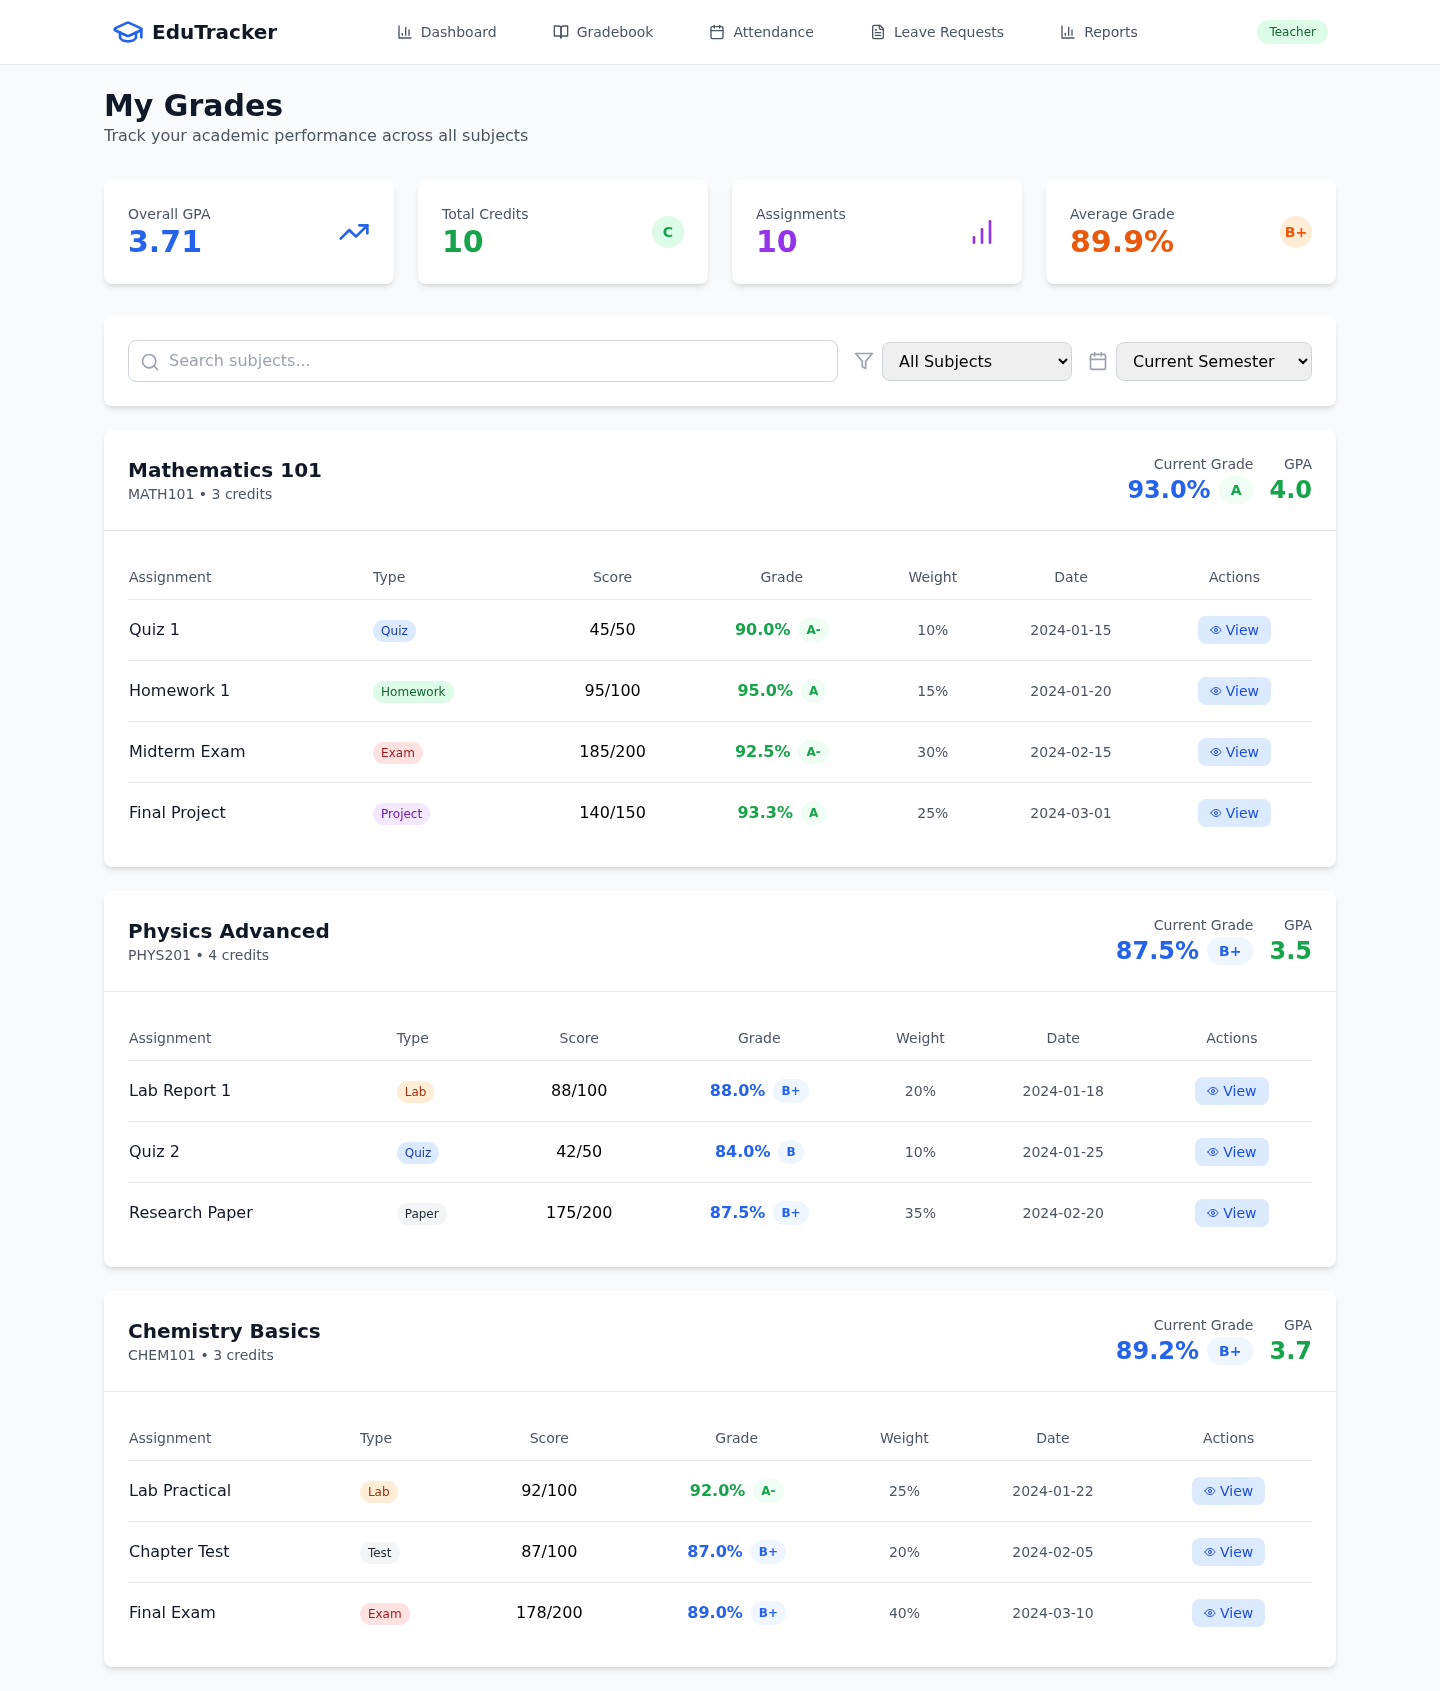 EduTracker Dashboard Gradebook Attendance Leave Requests Reports Teacher
My Grades
Track your academic performance across all subjects
Overall GPA
3.71
Total Credits
10
C
Assignments
10
Average Grade
89.9%
B+
Search subjects... All Subjects Current Semester
Mathematics 101
MATH101 • 3 credits
Current Grade GPA
93.0% A 4.0
Assignment Type Score Grade Weight Date Actions
Quiz 1 Quiz 45/50 90.0% A- 10% 2024-01-15 View
Homework 1 Homework 95/100 95.0% A 15% 2024-01-20 View
Midterm Exam Exam 185/200 92.5% A- 30% 2024-02-15 View
Final Project Project 140/150 93.3% A 25% 2024-03-01 View
Physics Advanced
PHYS201 • 4 credits
Current Grade GPA
87.5% B+ 3.5
Assignment Type Score Grade Weight Date Actions
Lab Report 1 Lab 88/100 88.0% B+ 20% 2024-01-18 View
Quiz 2 Quiz 42/50 84.0% B 10% 2024-01-25 View
Research Paper Paper 175/200 87.5% B+ 35% 2024-02-20 View
Chemistry Basics
CHEM101 • 3 credits
Current Grade GPA
89.2% B+ 3.7
Assignment Type Score Grade Weight Date Actions
Lab Practical Lab 92/100 92.0% A- 25% 2024-01-22 View
Chapter Test Test 87/100 87.0% B+ 20% 2024-02-05 View
Final Exam Exam 178/200 89.0% B+ 40% 2024-03-10 View